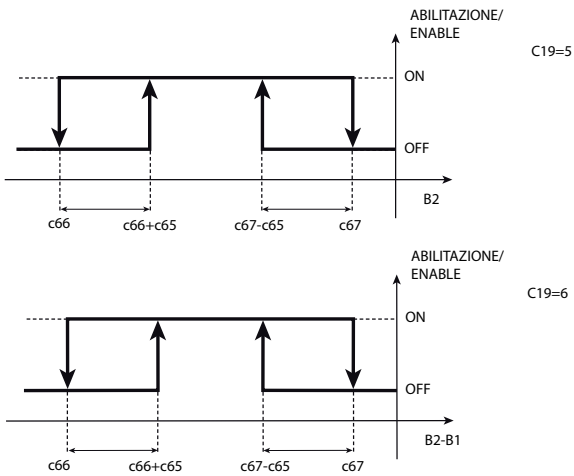 ABILITAZIONE/
ENABLE
C19=5
ON
OFF
B2
c66
c66+c65
c67-c65
c67
ABILITAZIONE/
ENABLE
C19=6
ON
OFF
B2-B1
c66
c66+c65
c67-c65
c67